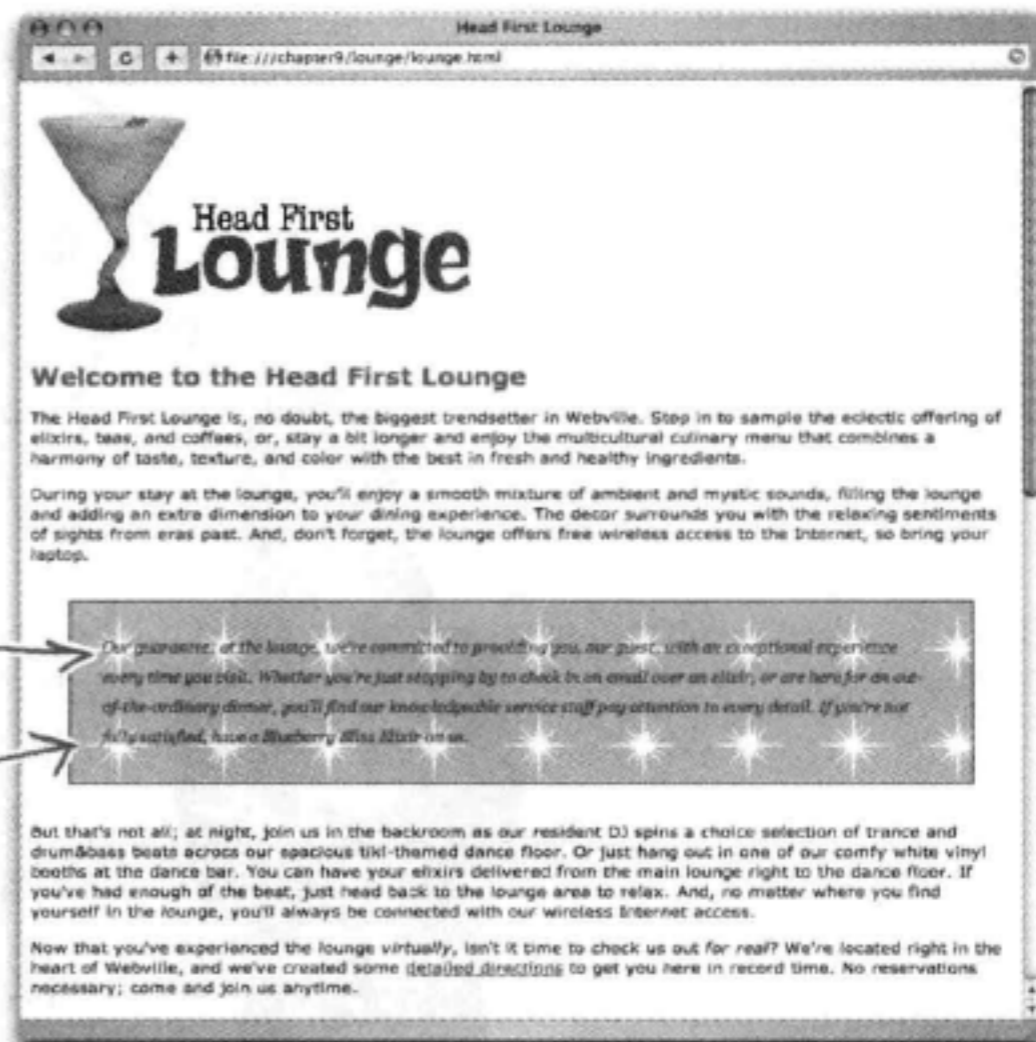 Head First Lounge
file:///chapter9/lounge/lounge.html
Head First
Lounge
Welcome to the Head First Lounge
The Head First Lounge is, no doubt, the biggest trendsetter in Webville. Stop in to sample the eclectic offering of
elixirs, teas, and coffees, or, stay a bit longer and enjoy the multicultural culinary menu that combines a
harmony of taste, texture, and color with the best in fresh and healthy ingredients.
During your stay at the lounge, you'll enjoy a smooth mixture of ambient and mystic sounds, filling the lounge
and adding an extra dimension to your dining experience. The decor surrounds you with the relaxing sentiments
of sights from eras past. And, don't forget, the lounge offers free wireless access to the Internet, so bring your
laptop.
Our guarantee: at the lounge, we're committed to providing you, our guest, with an exceptional experience
every time you visit. Whether you're just stopping by to check in on email over an elixir, or are here for an out-
of-the-ordinary dinner, you'll find our knowledgeable service staff pay attention to every detail. If you're not
fully satisfied, have a Blueberry Bliss Elixir on us.
But that's not all; at night, join us in the backroom as our resident DJ spins a choice selection of trance and
drum&bass beats across our spacious tiki-themed dance floor. Or just hang out in one of our comfy white vinyl
booths at the dance bar. You can have your elixirs delivered from the main lounge right to the dance floor. If
you've had enough of the beat, just head back to the lounge area to relax. And, no matter where you find
yourself in the lounge, you'll always be connected with our wireless Internet access.
Now that you've experienced the lounge virtually, isn't it time to check us out for real? We're located right in the
heart of Webville, and we've created some detailed directions to get you here in record time. No reservations
necessary; come and join us anytime.